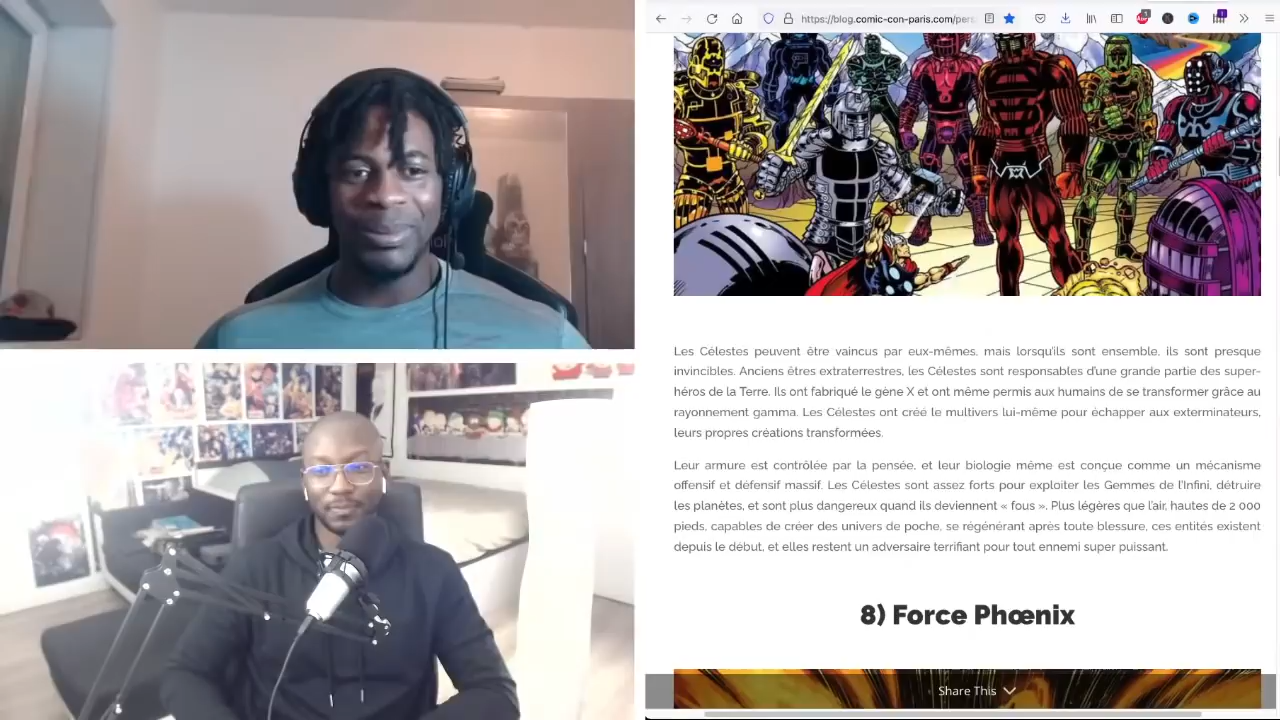 https://blog.comic-con-paris.com/per
Les Célestes peuvent être vaincus par eux-mêmes, mais lorsqu'ils sont ensemble, ils sont presque
invincibles. Anciens êtres extraterrestres, les Célestes sont responsables d'une grande partie des super-
héros de la Terre. Ils ont fabriqué le gène X et ont même permis aux humains de se transformer grâce au
rayonnement gamma. Les Célestes ont créé le multivers lui-même pour échapper aux exterminateurs,
leurs propres créations transformées.
Leur armure est contrôlée par la pensée, et leur biologie même est conçue comme un mécanisme
offensif et défensif massif. Les Célestes sont assez forts pour exploiter les Gemmes de l'Infini, détruire
les planètes, et sont plus dangereux quand ils deviennent « fous ». Plus légères que l'air, hautes de 2 000
pieds, capables de créer des univers de poche, se régénérant après toute blessure, ces entités existent
depuis le début, et elles restent un adversaire terrifiant pour tout ennemi super puissant.
8) Force Phœnix
Share This